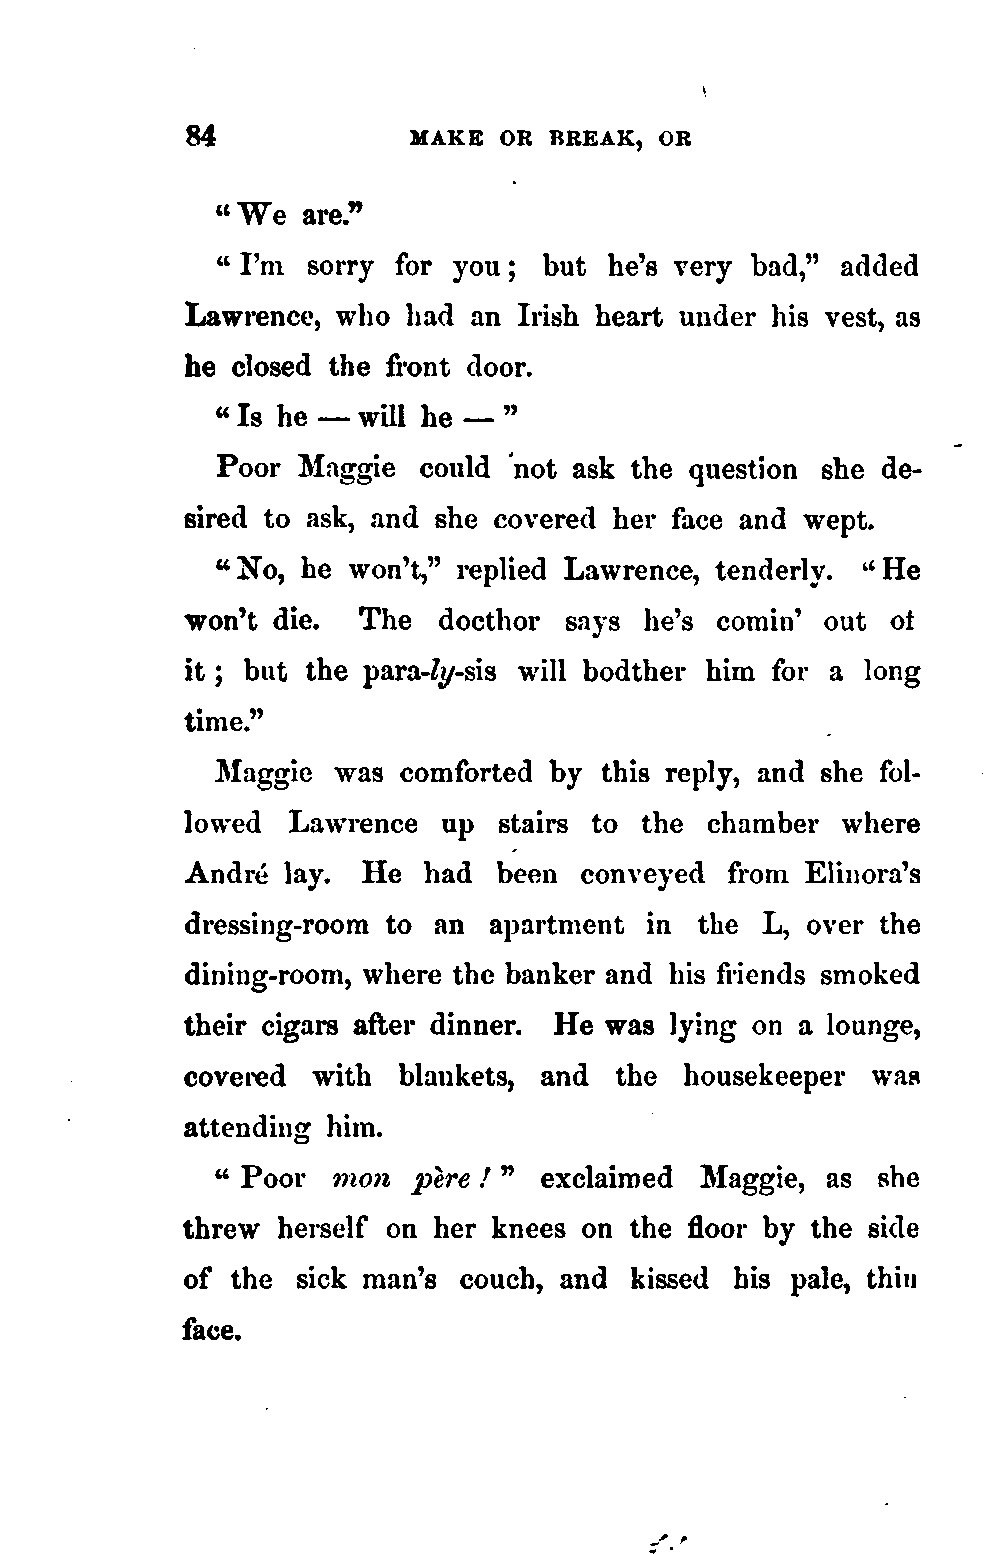 84 MAKE OR BREAK, OR
“We are.”
“I'm sorry for you; but he's very bad,” added
Lawrence, who had an Irish heart under his vest, as
he closed the front door.
“Is he — will he — ”
Poor Maggie could not ask the question she de-
sired to ask, and she covered her face and wept.
“No, he won't,” replied Lawrence, tenderly. “He
won't die. The docthor says he's comin' out of
it; but the para-ly-sis will bodther him for a long
time.”
Maggie was comforted by this reply, and she fol-
lowed Lawrence up stairs to the chamber where
André lay. He had been conveyed from Elinora's
dressing-room to an apartment in the L, over the
dining-room, where the banker and his friends smoked
their cigars after dinner. He was lying on a lounge,
covered with blankets, and the housekeeper was
attending him.
“Poor mon père!” exclaimed Maggie, as she
threw herself on her knees on the floor by the side
of the sick man's couch, and kissed his pale, thin
face.